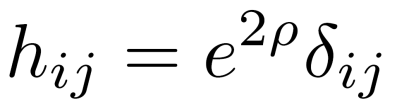 $h_{ij} = e^{2\rho} \delta_{ij}$